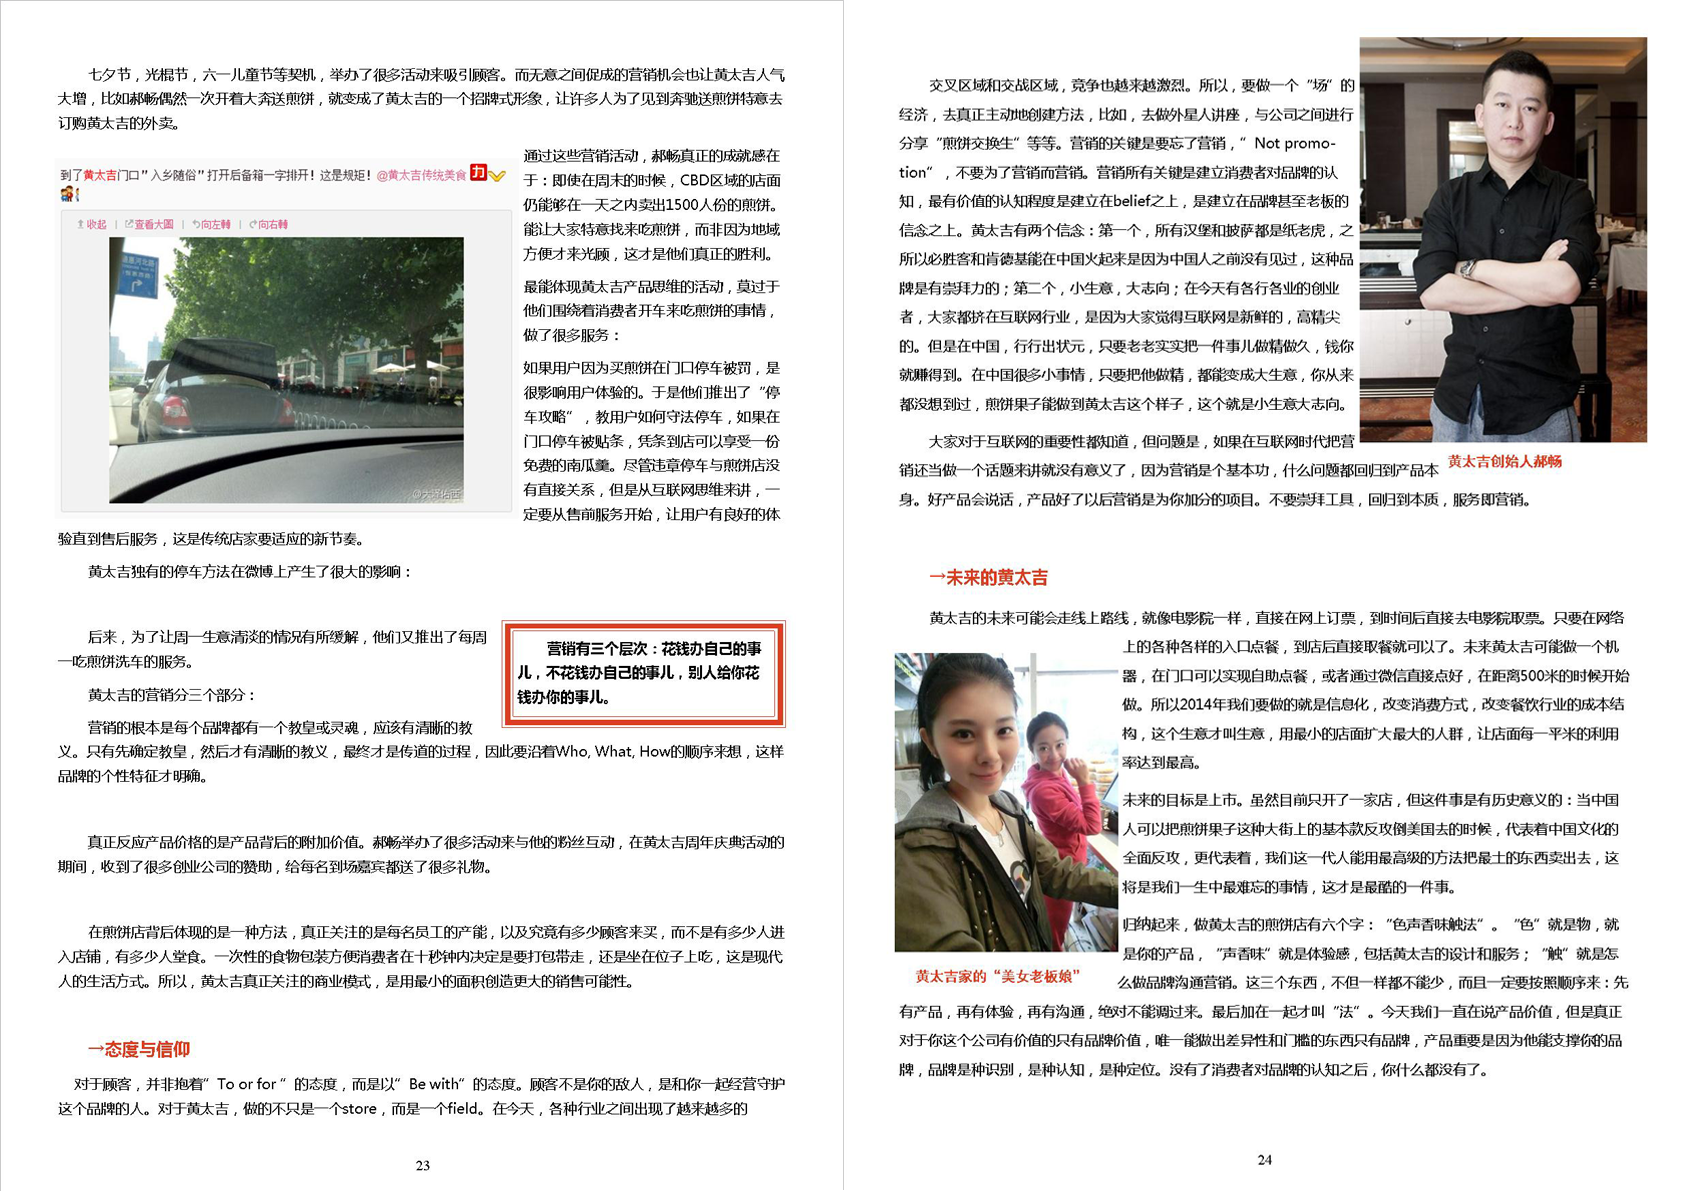 七夕节，光棍节，六一儿童节等契机，举办了很多活动来吸引顾客。而无意之间促成的营销机会也让黄太吉人气
大增，比如郝畅偶然一次开着大奔送煎饼，就变成了黄太吉的一个招牌式形象，让许多人为了见到奔驰送煎饼特意去
订购黄太吉的外卖。
到了黄太吉门口"入乡随俗"打开后备箱一字排开！这是规矩！@黄太吉传统美食
收起 | 查看大图 | 向左转 | 向右转
通过这些营销活动，郝畅真正的成就感在
于：即使在周末的时候，CBD区域的店面
仍能够在一天之内卖出1500人份的煎饼。
能让大家特意找来吃煎饼，而非因为地域
方便才来光顾，这才是他们真正的胜利。
最能体现黄太吉产品思维的活动，莫过于
他们围绕着消费者开车来吃煎饼的事情，
做了很多服务：
如果用户因为买煎饼在门口停车被罚，是
很影响用户体验的。于是他们推出了“停
车攻略”，教用户如何守法停车，如果在
门口停车被贴条，凭条到店可以享受一份
免费的南瓜羹。尽管违章停车与煎饼店没
有直接关系，但是从互联网思维来讲，一
定要从售前服务开始，让用户有良好的体
验直到售后服务，这是传统店家要适应的新节奏。
黄太吉独有的停车方法在微博上产生了很大的影响：
后来，为了让周一生意清淡的情况有所缓解，他们又推出了每周
一吃煎饼洗车的服务。
黄太吉的营销分三个部分：
营销有三个层次：花钱办自己的事
儿，不花钱办自己的事儿，别人给你花
钱办你的事儿。
营销的根本是每个品牌都有一个教皇或灵魂，应该有清晰的教
义。只有先确定教皇，然后才有清晰的教义，最终才是传道的过程，因此要沿着Who, What, How的顺序来想，这样
品牌的个性特征才明确。
真正反应产品价格的是产品背后的附加价值。郝畅举办了很多活动来与他的粉丝互动，在黄太吉周年庆典活动的
期间，收到了很多创业公司的赞助，给每名到场嘉宾都送了很多礼物。
在煎饼店背后体现的是一种方法，真正关注的是每名员工的产能，以及究竟有多少顾客来买，而不是有多少人进
入店铺，有多少人堂食。一次性的食物包装方便消费者在十秒钟内决定是要打包带走，还是坐在位子上吃，这是现代
人的生活方式。所以，黄太吉真正关注的商业模式，是用最小的面积创造更大的销售可能性。
→态度与信仰
对于顾客，并非抱着”To or for “的态度，而是以”Be with”的态度。顾客不是你的敌人，是和你一起经营守护
这个品牌的人。对于黄太吉，做的不只是一个store，而是一个field。在今天，各种行业之间出现了越来越多的
23
交叉区域和交战区域，竞争也越来越激烈。所以，要做一个“场”的
经济，去真正主动地创建方法，比如，去做外星人讲座，与公司之间进行
分享“煎饼交换生”等等。营销的关键是要忘了营销，” Not promo-
tion”，不要为了营销而营销。营销所有关键是建立消费者对品牌的认
知，最有价值的认知程度是建立在belief之上，是建立在品牌甚至老板的
信念之上。黄太吉有两个信念：第一个，所有汉堡和披萨都是纸老虎，之
所以必胜客和肯德基能在中国火起来是因为中国人之前没有见过，这种品
牌是有崇拜力的；第二个，小生意，大志向；在今天有各行各业的创业
者，大家都挤在互联网行业，是因为大家觉得互联网是新鲜的，高精尖
的。但是在中国，行行出状元，只要老老实实把一件事儿做精做久，钱你
就赚得到。在中国很多小事情，只要把他做精，都能变成大生意，你从来
都没想到过，煎饼果子能做到黄太吉这个样子，这个就是小生意大志向。
黄太吉创始人郝畅
大家对于互联网的重要性都知道，但问题是，如果在互联网时代把营
销还当做一个话题来讲就没有意义了，因为营销是个基本功，什么问题都回归到产品本
身。好产品会说话，产品好了以后营销是为你加分的项目。不要崇拜工具，回归到本质，服务即营销。
→未来的黄太吉
黄太吉的未来可能会走线上路线，就像电影院一样，直接在网上订票，到时间后直接去电影院取票。只要在网络
上的各种各样的入口点餐，到店后直接取餐就可以了。未来黄太吉可能做一个机
器，在门口可以实现自助点餐，或者通过微信直接点好，在距离500米的时候开始
做。所以2014年我们要做的就是信息化，改变消费方式，改变餐饮行业的成本结
构，这个生意才叫生意，用最小的店面扩大最大的人群，让店面每一平米的利用
率达到最高。
未来的目标是上市。虽然目前只开了一家店，但这件事是有历史意义的：当中国
人可以把煎饼果子这种大街上的基本款反攻倒美国去的时候，代表着中国文化的
全面反攻，更代表着，我们这一代人能用最高级的方法把最土的东西卖出去，这
将是我们一生中最难忘的事情，这才是最酷的一件事。
黄太吉家的“美女老板娘”
归纳起来，做黄太吉的煎饼店有六个字：“色声香味触法”。“色”就是物，就
是你的产品，“声香味”就是体验感，包括黄太吉的设计和服务；“触”就是怎
么做品牌沟通营销。这三个东西，不但一样都不能少，而且一定要按照顺序来：先
有产品，再有体验，再有沟通，绝对不能调过来。最后加在一起才叫“法”。今天我们一直在说产品价值，但是真正
对于你这个公司有价值的只有品牌价值，唯一能做出差异性和门槛的东西只有品牌，产品重要是因为他能支撑你的品
牌，品牌是种识别，是种认知，是种定位。没有了消费者对品牌的认知之后，你什么都没有了。
24